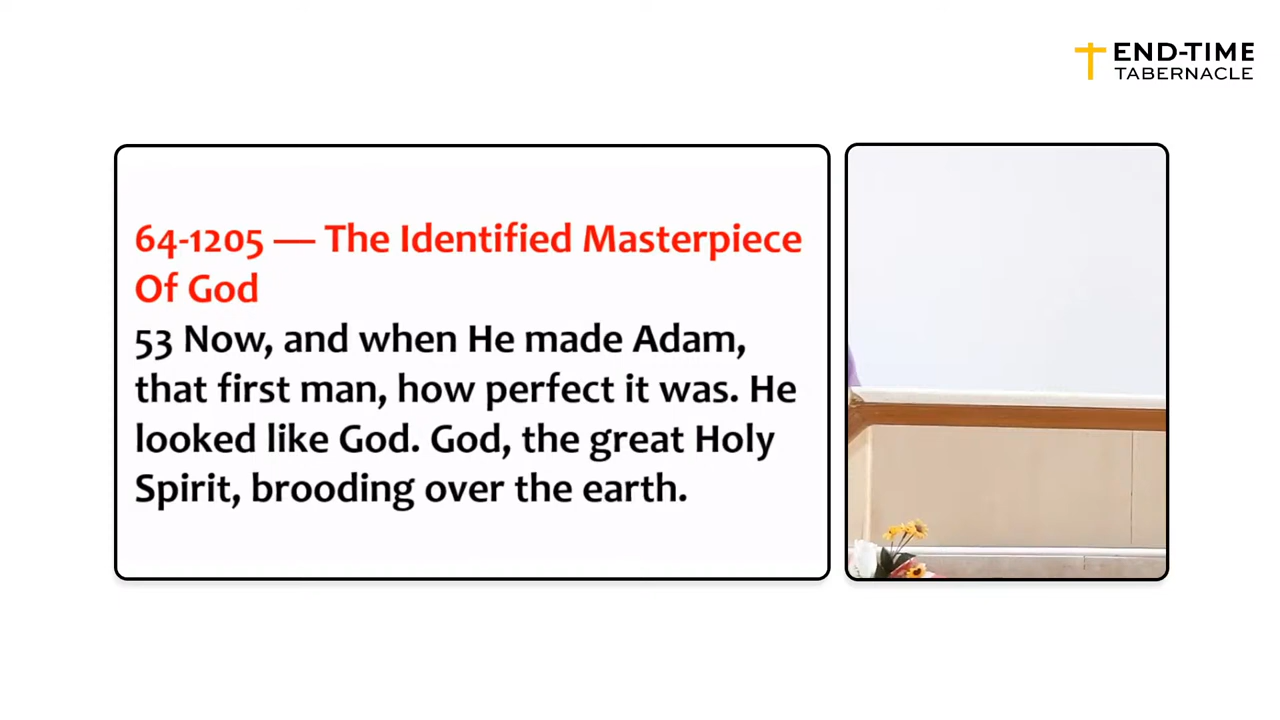 END-TIME
TABERNACLE
64-1205 — The Identified Masterpiece
Of God
53 Now, and when He made Adam,
that first man, how perfect it was. He
looked like God. God, the great Holy
Spirit, brooding over the earth.